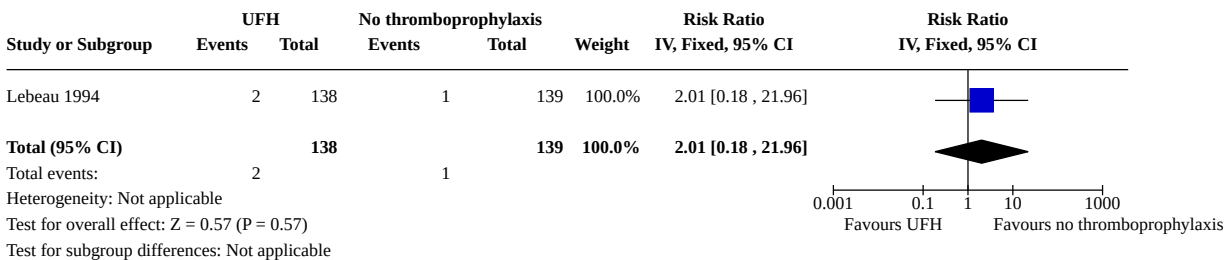 UFH No thromboprophylaxis Risk Ratio Risk Ratio
Study or Subgroup Events Total Events Total Weight IV, Fixed, 95% CI IV, Fixed, 95% CI
Lebeau 1994 2 138 1 139 100.0% 2.01 [0.18 , 21.96]
Total (95% CI) 138 139 100.0% 2.01 [0.18 , 21.96]
Total events: 2 1
Heterogeneity: Not applicable
0.001 0.1 1 10 1000
Test for overall effect: Z = 0.57 (P = 0.57) Favours UFH Favours no thromboprophylaxis
Test for subgroup differences: Not applicable